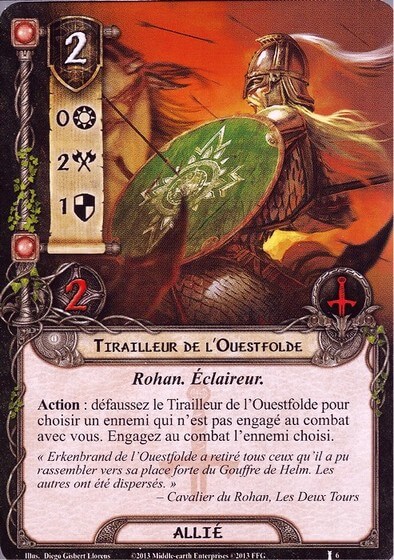 2
0
2
1
2
TIRAILLEUR DE L'OUESTFOLDE
Rohan. Éclaireur.
Action : défaussez le Tirailleur de l'Ouestfolde pour
choisir un ennemi qui n'est pas engagé au combat
avec vous. Engagez au combat l'ennemi choisi.
« Erkenbrand de l'Ouestfolde a retiré tous ceux qu'il a pu
rassembler vers sa place forte du Gouffre de Helm. Les
autres ont été dispersés. »
– Cavalier du Rohan, Les Deux Tours
ALLIÉ
Illus. Diego Gisbert Llorens ©2013 Middle-earth Enterprises ©2013 FFG 6